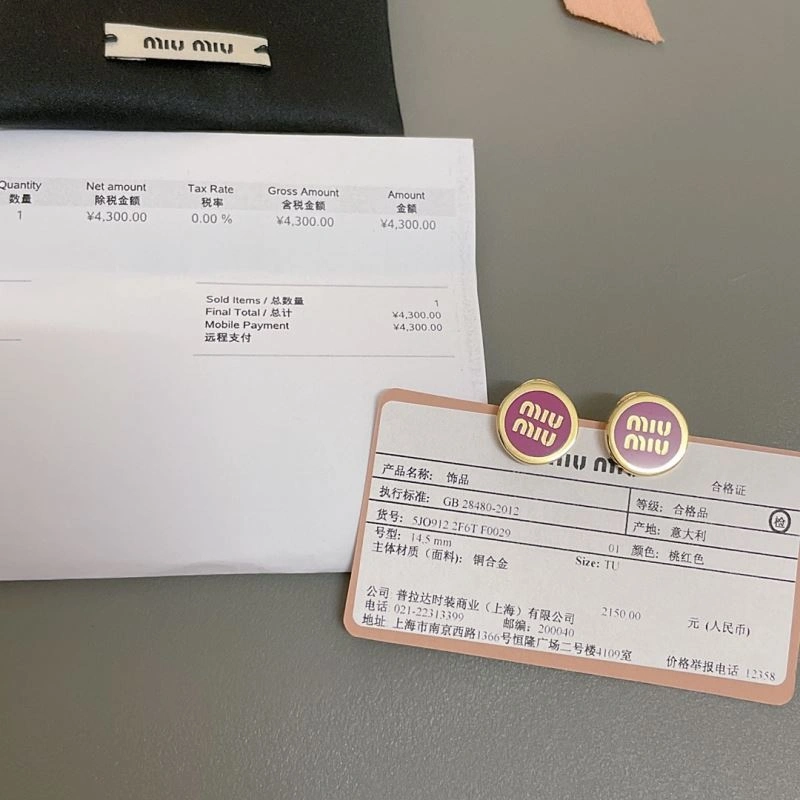 miu miu
Quantity Net amount Tax Rate Gross Amount Amount
数量 除税金额 税率 含税金额 金额
1 ¥4,300.00 0.00 % ¥4,300.00 ¥4,300.00
Sold Items / 总数量 1
Final Total / 总计 ¥4,300.00
Mobile Payment ¥4,300.00
远程支付
miu miu
miu miu
miu
合格证
产品名称: 饰品 等级: 合格品 检
执行标准: GB 28480-2012 产地: 意大利
货号: 5JO912 2F6T F0029 01 颜色: 桃红色
号型: 14.5 mm Size: TU
主体材质（面料): 铜合金
公司 普拉达时装商业（上海）有限公司 2150.00 元 (人民币)
电话 021-22313399 邮编: 200040
地址 上海市南京西路1366号恒隆广场二号楼4109室 价格举报电话 12358